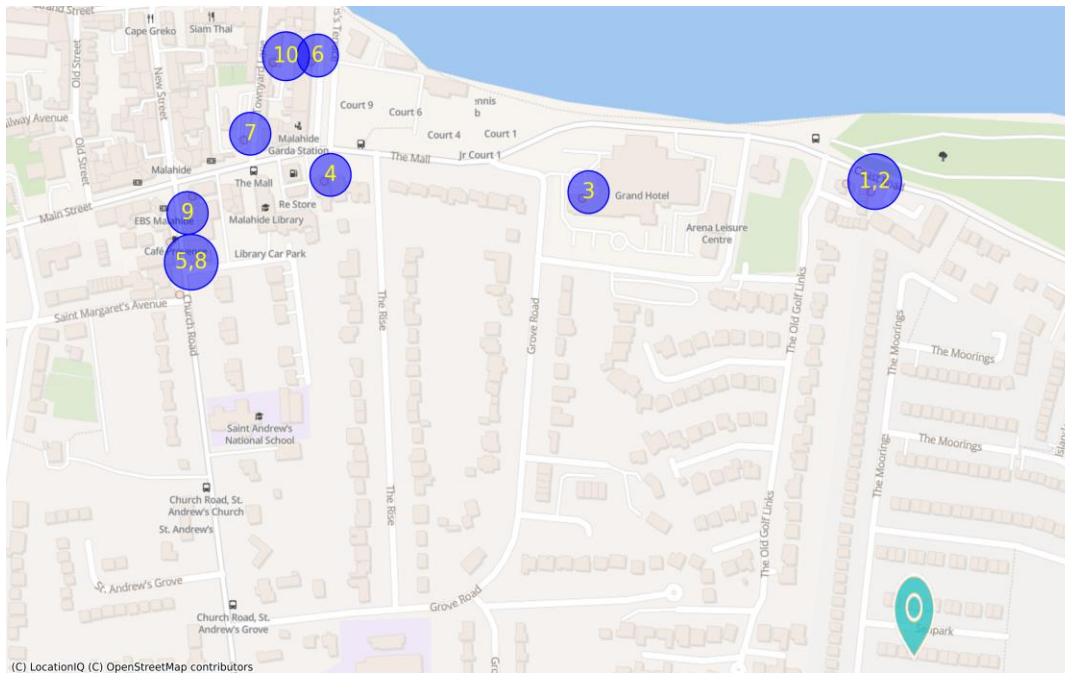 Strand Street
Cape Greko
Siam Thai
Old Street
New Street
Townyard Lane
10
6
Court 9
Court 6
Court 4
Court 1
Jr Court 1
7
Malahide
Garda Station
The Mall
Malahide
The Mall
4
Re Store
Malahide Library
3
Grand Hotel
Arena Leisure
Centre
1,2
Old Street
Main Street
9
EBS Malahide
5,8
Library Car Park
Saint Margaret's Avenue
Church Road
The Rise
Grove Road
The Old Golf Links
The Moorings
The Moorings
Saint Andrew's
National School
The Moorings
The Moorings
Church Road, St.
Andrew's Church
St. Andrew's
The Rise
The Old Golf Links
St. Andrew's Grove
Church Road, St.
Andrew's Grove
Grove Road
(C) LocationIQ (C) OpenStreetMap contributors